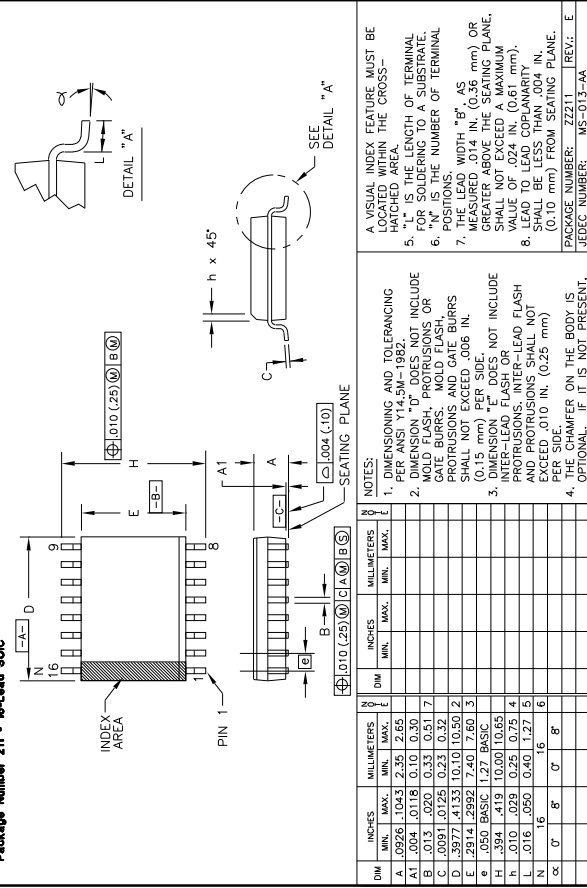 Package Number 211 - 16-Lead SOIC
-A-
D
N
16
9
INDEX
AREA
E
-B-
H
⌖ .010 (.25) Ⓜ B Ⓜ
PIN 1
1
8
h x 45°
C
SEE
DETAIL "A"
L
α
DETAIL "A"
A1
A
-C-
⌓ .004 (.10)
SEATING PLANE
e
B
⌖ .010 (.25) Ⓜ C A Ⓜ B Ⓢ
DIM INCHES MILLIMETERS NOTE DIM INCHES MILLIMETERS NOTE
MIN. MAX. MIN. MAX. MIN. MAX. MIN. MAX.
A .0926 .1043 2.35 2.65
A1 .004 .0118 0.10 0.30
B .013 .020 0.33 0.51 7
C .0091 .0125 0.23 0.32
D .3977 .4133 10.10 10.50 2
E .2914 .2992 7.40 7.60 3
e .050 BASIC 1.27 BASIC
H .394 .419 10.00 10.65
h .010 .029 0.25 0.75 4
L .016 .050 0.40 1.27 5
N 16 16 6
α 0° 8° 0° 8°
NOTES:
1. DIMENSIONING AND TOLERANCING
PER ANSI Y14.5M-1982.
2. DIMENSION "D" DOES NOT INCLUDE
MOLD FLASH, PROTRUSIONS OR
GATE BURRS. MOLD FLASH,
PROTRUSIONS AND GATE BURRS
SHALL NOT EXCEED .006 IN.
(0.15 mm) PER SIDE.
3. DIMENSION "E" DOES NOT INCLUDE
INTER-LEAD FLASH OR
PROTRUSIONS. INTER-LEAD FLASH
AND PROTRUSIONS SHALL NOT
EXCEED .010 IN. (0.25 mm)
PER SIDE.
4. THE CHAMFER ON THE BODY IS
OPTIONAL. IF IT IS NOT PRESENT,
A VISUAL INDEX FEATURE MUST BE
LOCATED WITHIN THE CROSS-
HATCHED AREA.
5. "L" IS THE LENGTH OF TERMINAL
FOR SOLDERING TO A SUBSTRATE.
6. "N" IS THE NUMBER OF TERMINAL
POSITIONS.
7. THE LEAD WIDTH "B", AS
MEASURED .014 IN. (0.36 mm) OR
GREATER ABOVE THE SEATING PLANE,
SHALL NOT EXCEED A MAXIMUM
VALUE OF .024 IN. (0.61 mm).
8. LEAD TO LEAD COPLANARITY
SHALL BE LESS THAN .004 IN.
(0.10 mm) FROM SEATING PLANE.
PACKAGE NUMBER: ZZ211 REV.: E
JEDEC NUMBER: MS-013-AA